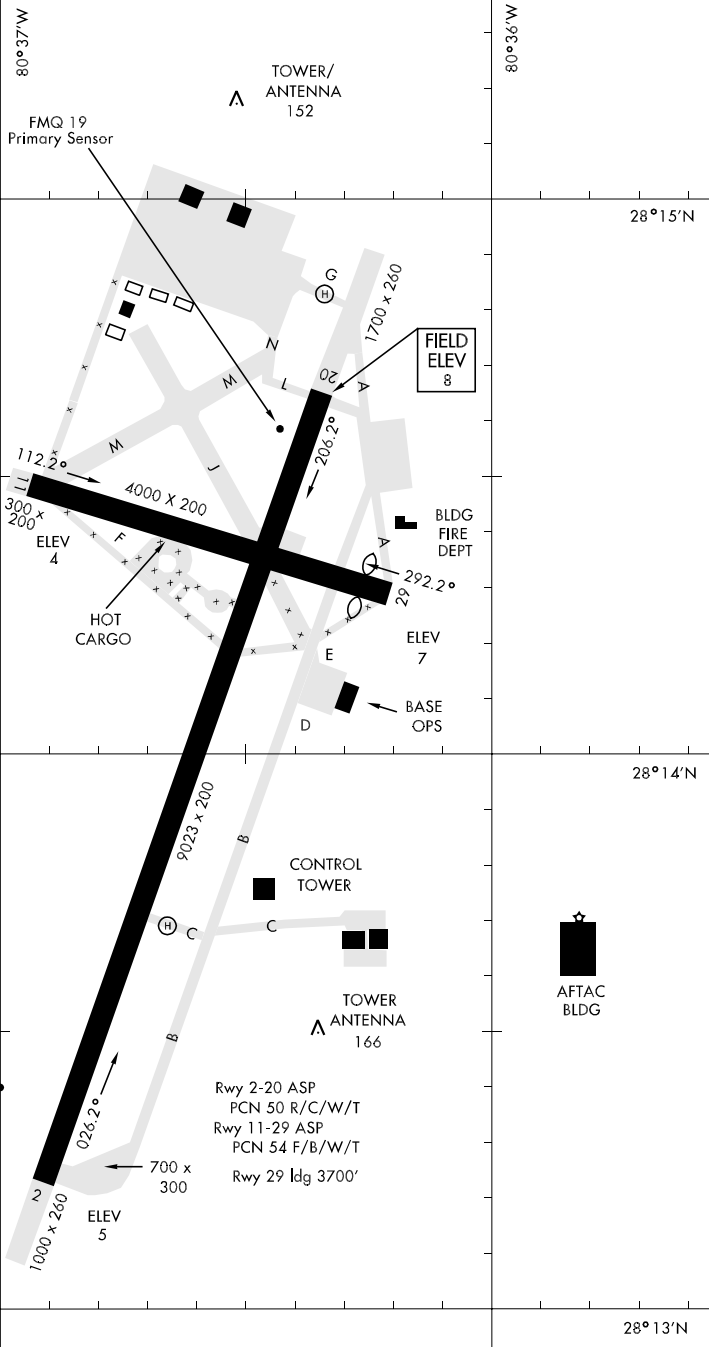 80°37'W
80°36'W
TOWER/
ANTENNA
152
FMQ 19
Primary Sensor
28°15'N
G
H
1700 x 260
FIELD
ELEV
8
N
M
L
20
A
M
J
206.2°
112.2°
11
4000 X 200
300 x
200
ELEV
4
F
BLDG
FIRE
DEPT
A
292.2°
29
HOT
CARGO
ELEV
7
E
BASE
OPS
D
28°14'N
9023 x 200
B
CONTROL
TOWER
H
C
C
AFTAC
BLDG
TOWER
ANTENNA
166
B
Rwy 2-20 ASP
PCN 50 R/C/W/T
Rwy 11-29 ASP
PCN 54 F/B/W/T
Rwy 29 ldg 3700'
026.2°
700 x
300
2
1000 x 260
ELEV
5
28°13'N